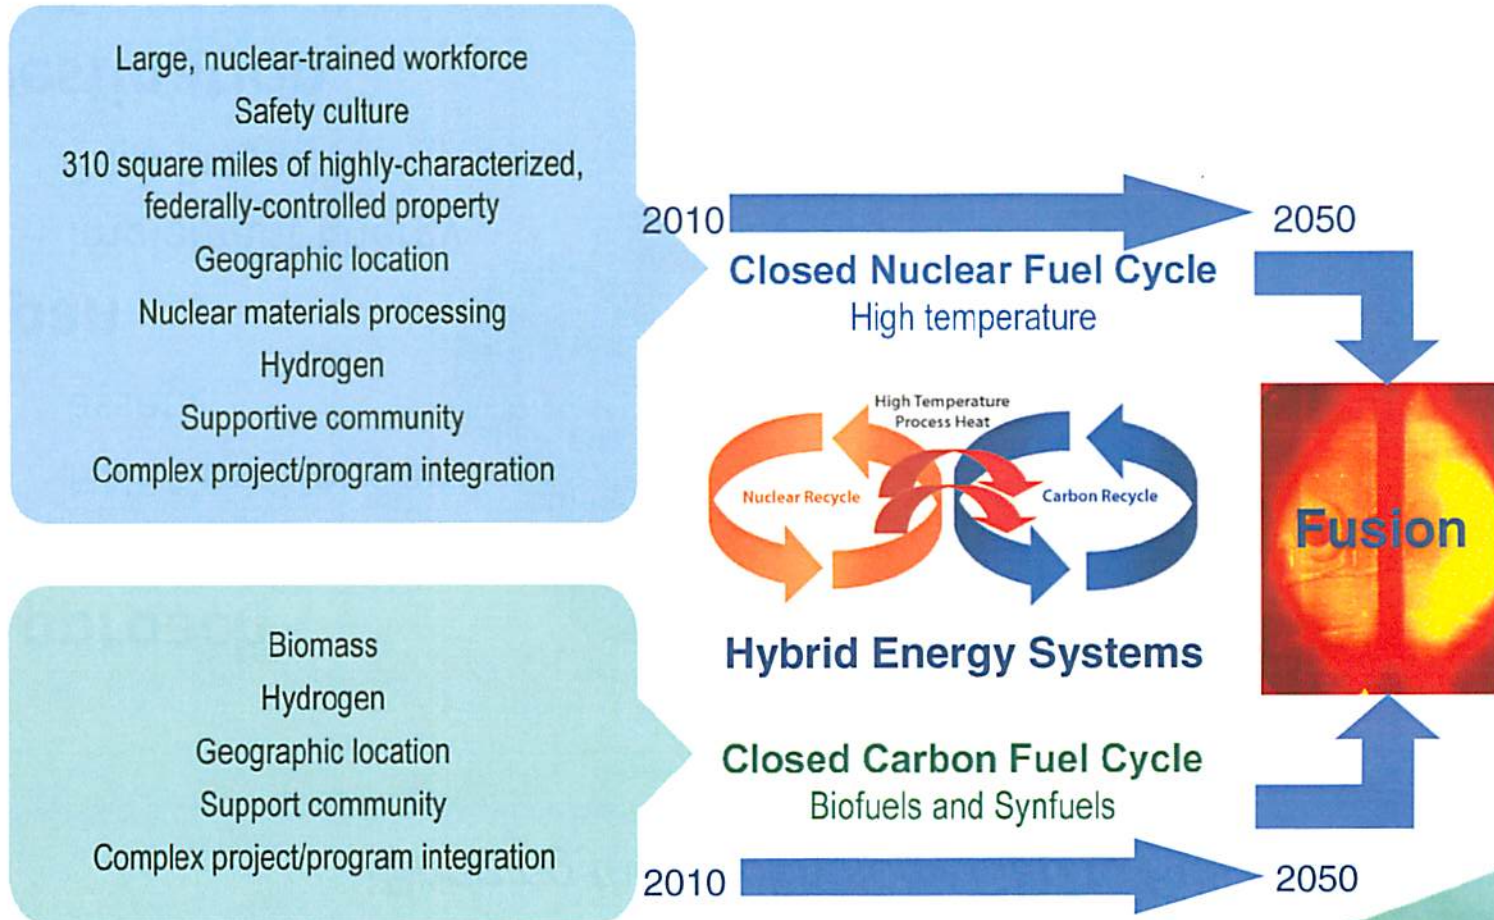 Large, nuclear-trained workforce
Safety culture
310 square miles of highly-characterized,
federally-controlled property
Geographic location
Nuclear materials processing
Hydrogen
Supportive community
Complex project/program integration
2010
2050
Closed Nuclear Fuel Cycle
High temperature
High Temperature
Process Heat
Nuclear Recycle
Carbon Recycle
Fusion
Hybrid Energy Systems
Biomass
Hydrogen
Geographic location
Support community
Complex project/program integration
Closed Carbon Fuel Cycle
Biofuels and Synfuels
2010
2050